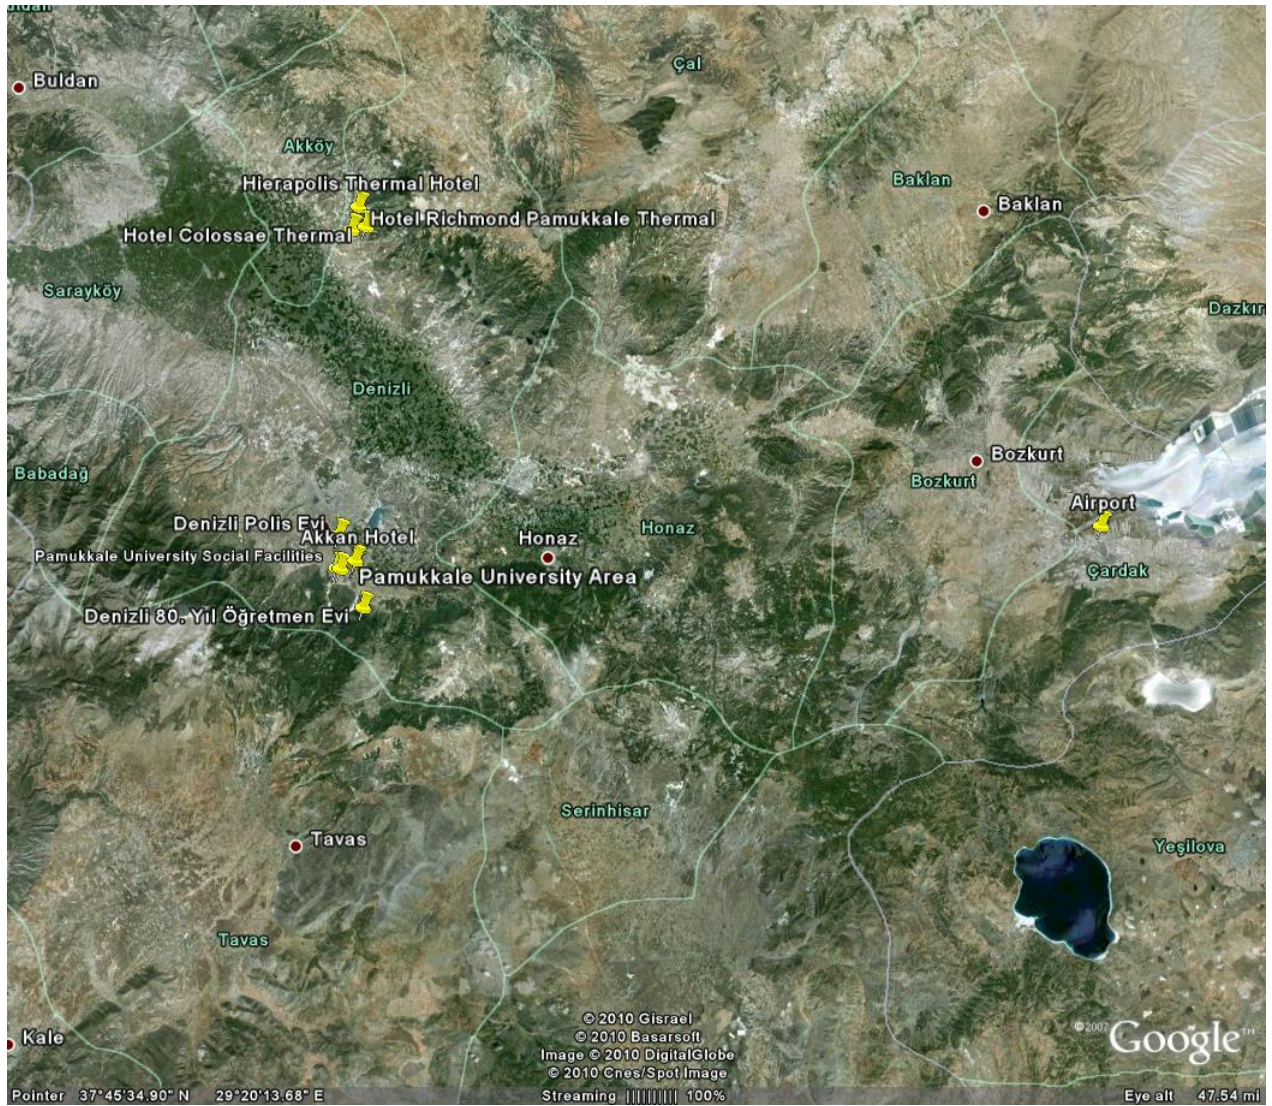 Buldan
Çal
Akköy
Hierapolis Thermal Hotel
Baklan
Baklan
Hotel Richmond Pamukkale Thermal
Hotel Colossae Thermal
Sarayköy
Denizli
Bozkurt
Babadağ
Bozkurt
Airport
Denizli Polis Evi
Honaz
Akkan Hotel
Honaz
Pamukkale University Social Facilities
Çardak
Pamukkale University Area
Denizli 80. Yıl Öğretmen Evi
Serinhisar
Tavas
Yeşilova
Tavas
© 2010 Gisrael
© 2010 Basarsoft
Image © 2010 DigitalGlobe
© 2010 Cnes/Spot Image
©2007 Google™
Kale
Pointer 37°45'34.90" N 29°20'13.68" E
Streaming ||||||||| 100%
Eye alt 47.54 mi